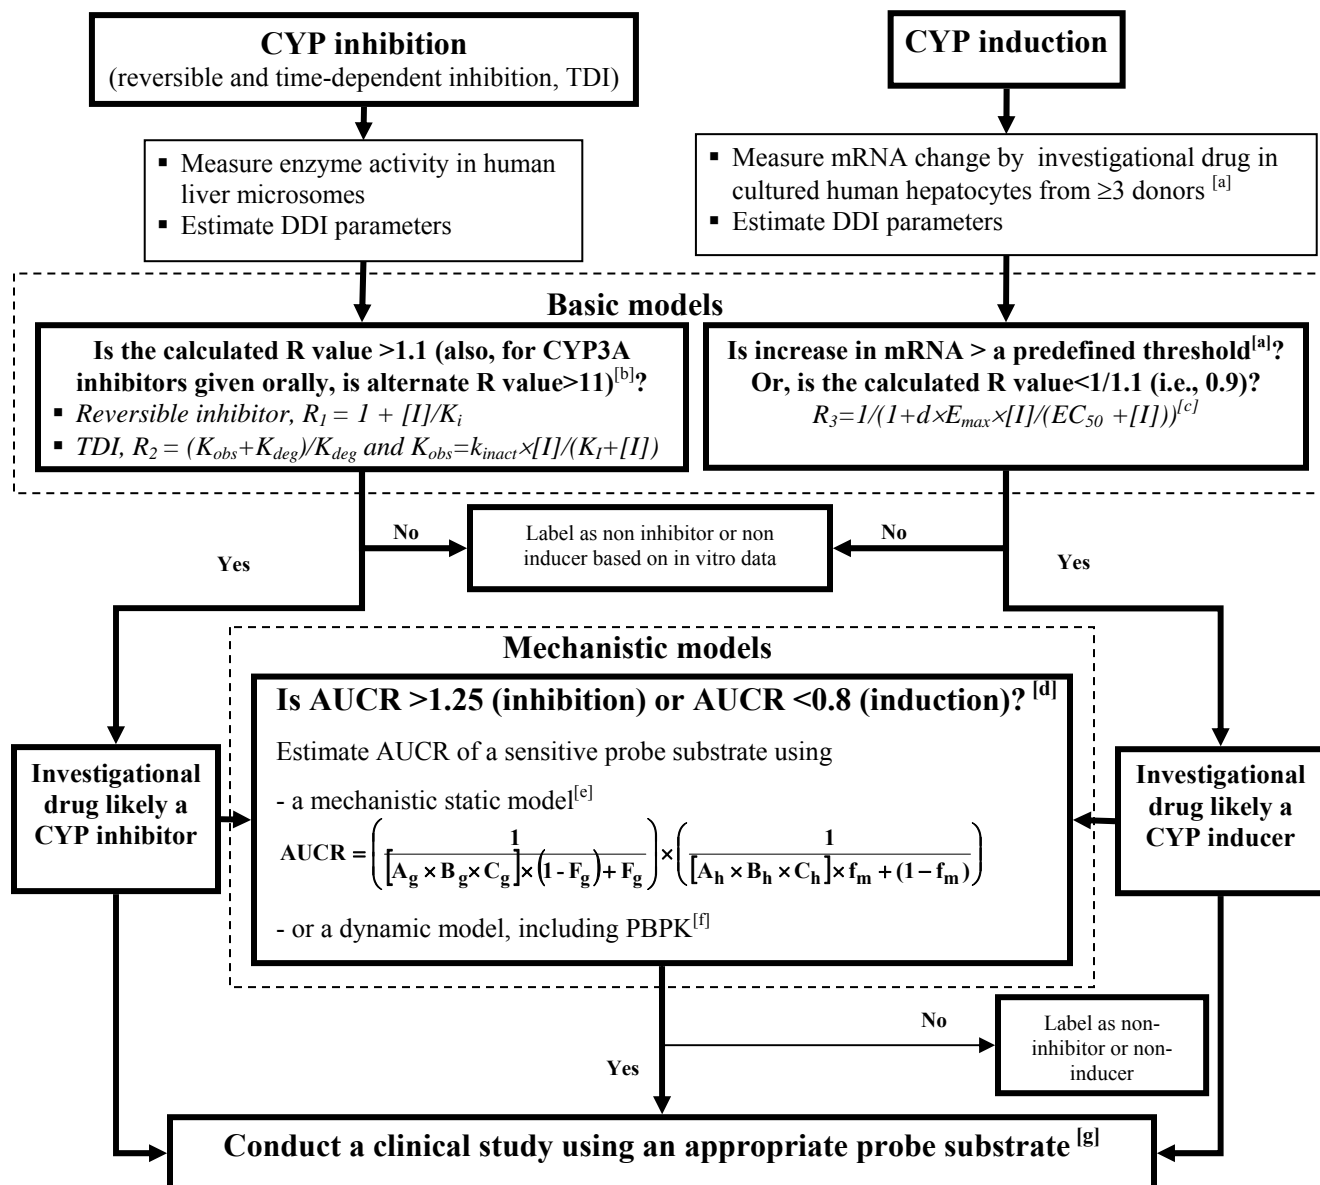 CYP inhibition
(reversible and time-dependent inhibition, TDI)
CYP induction
▪ Measure enzyme activity in human
liver microsomes
▪ Estimate DDI parameters
▪ Measure mRNA change by investigational drug in
cultured human hepatocytes from ≥3 donors [a]
▪ Estimate DDI parameters
Basic models
Is the calculated R value >1.1 (also, for CYP3A
inhibitors given orally, is alternate R value>11)[b]?
▪ Reversible inhibitor, R1 = 1 + [I]/Ki
▪ TDI, R2 = (Kobs+Kdeg)/Kdeg and Kobs=kinact×[I]/(KI+[I])
Is increase in mRNA > a predefined threshold[a]?
Or, is the calculated R value<1/1.1 (i.e., 0.9)?
R3=1/(1+d×Emax×[I]/(EC50 +[I]))[c]
No
Label as non inhibitor or non
inducer based on in vitro data
No
Yes
Yes
Mechanistic models
Is AUCR >1.25 (inhibition) or AUCR <0.8 (induction)? [d]
Estimate AUCR of a sensitive probe substrate using
- a mechanistic static model[e]
AUCR = (1 / ([Ag × Bg × Cg] × (1 - Fg) + Fg)) × (1 / ([Ah × Bh × Ch] × fm + (1 − fm)))
- or a dynamic model, including PBPK[f]
Investigational
drug likely a
CYP inhibitor
Investigational
drug likely a
CYP inducer
No
Label as non-
inhibitor or non-
inducer
Yes
Conduct a clinical study using an appropriate probe substrate [g]